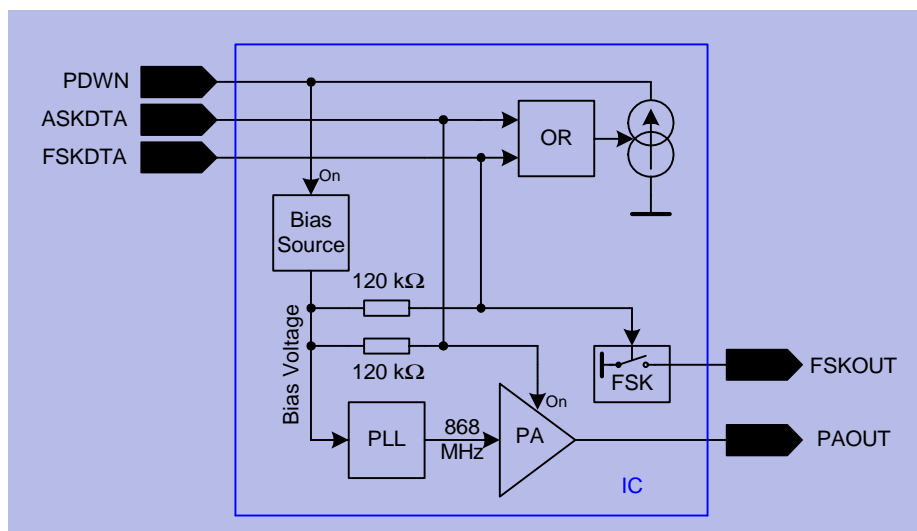 PDWN
ASKDTA
FSKDTA
On
OR
Bias
Source
120 kΩ
Bias Voltage
120 kΩ
FSK
FSKOUT
On
PLL
868
MHz
PA
PAOUT
IC